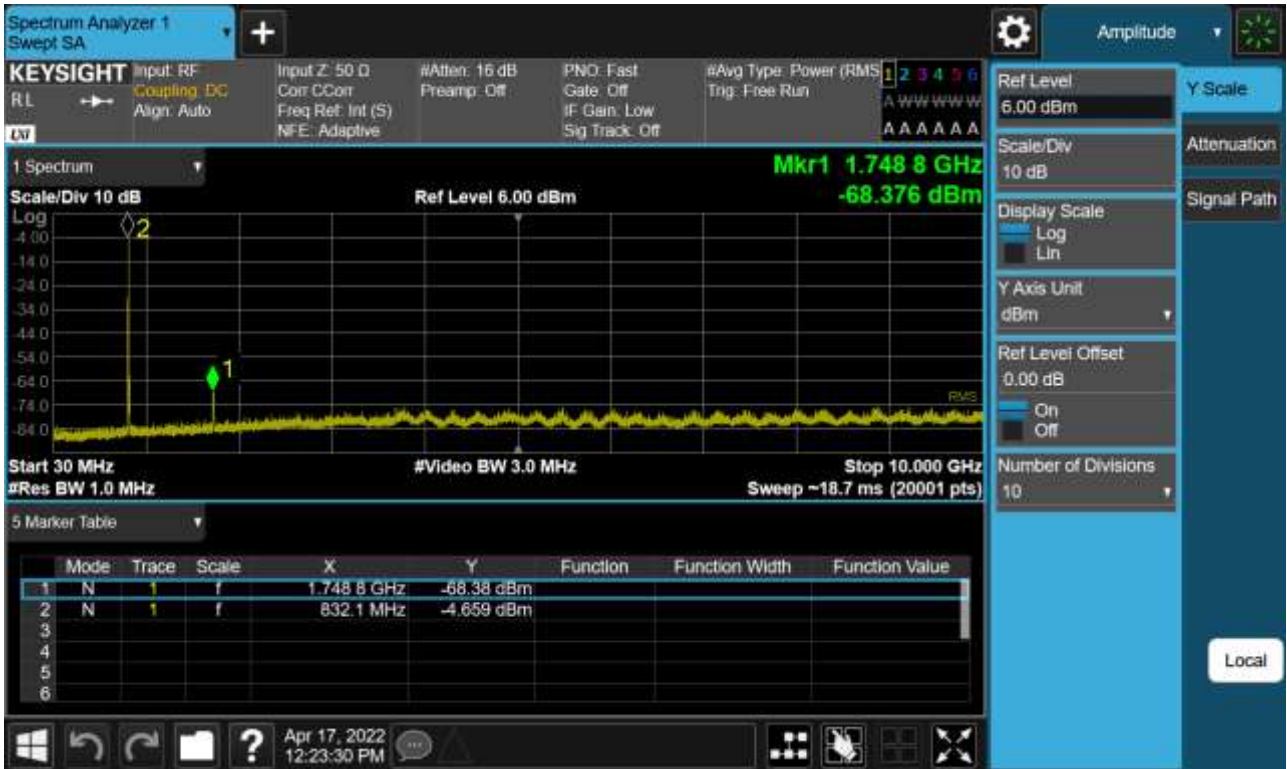 Spectrum Analyzer 1
Swept SA
+
Amplitude
KEYSIGHT
RL
LXI
Input: RF
Coupling: DC
Align: Auto
Input Z: 50 Ω
Corr CCorr
Freq Ref: Int (S)
NFE: Adaptive
#Atten: 16 dB
Preamp: Off
PNO: Fast
Gate: Off
IF Gain: Low
Sig Track: Off
#Avg Type: Power (RMS
Trig: Free Run
1 2 3 4 5 6
A W W W W W
A A A A A A
1 Spectrum
Scale/Div 10 dB
Ref Level 6.00 dBm
Mkr1 1.748 8 GHz
-68.376 dBm
Log
-4.00
-14.0
-24.0
-34.0
-44.0
-54.0
-64.0
-74.0
-84.0
2
1
RMS
Start 30 MHz
#Video BW 3.0 MHz
Stop 10.000 GHz
#Res BW 1.0 MHz
Sweep ~18.7 ms (20001 pts)
5 Marker Table
Mode Trace Scale X Y Function Function Width Function Value
1 N 1 f 1.748 8 GHz -68.38 dBm
2 N 1 f 832.1 MHz -4.659 dBm
3
4
5
6
Ref Level
6.00 dBm
Scale/Div
10 dB
Display Scale
Log
Lin
Y Axis Unit
dBm
Ref Level Offset
0.00 dB
On
Off
Number of Divisions
10
Y Scale
Attenuation
Signal Path
Local
?
Apr 17, 2022
12:23:30 PM